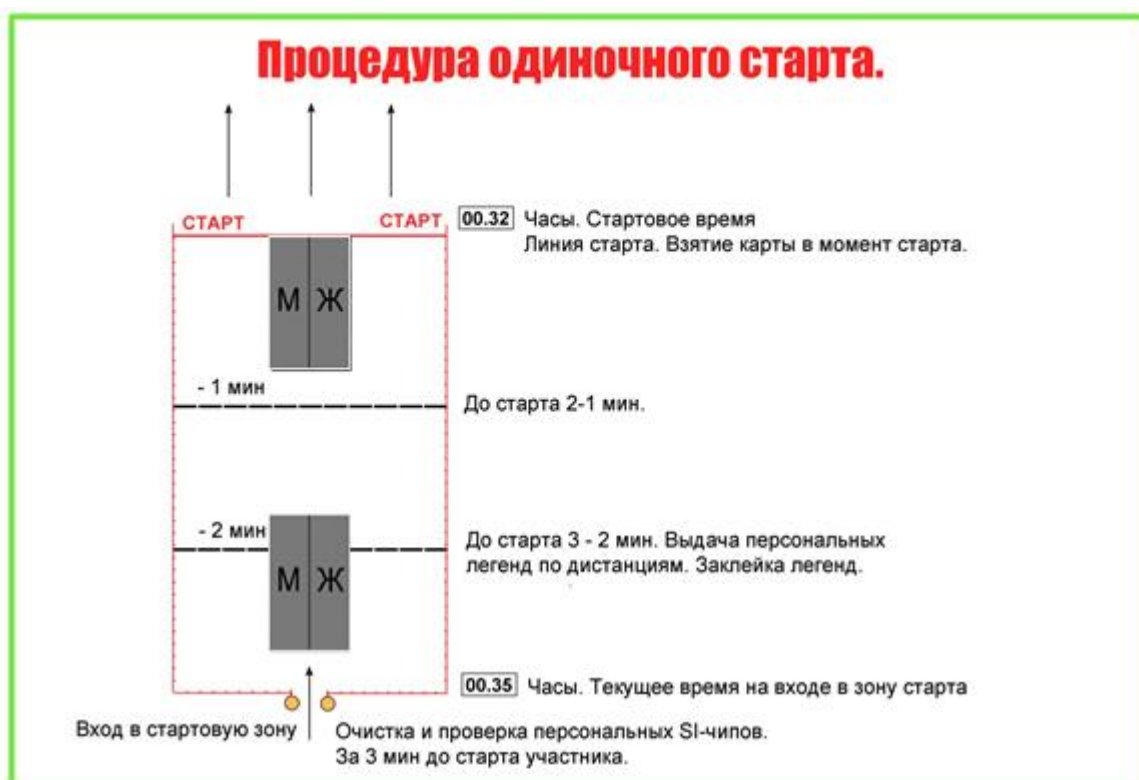 Процедура одиночного старта.
СТАРТ
СТАРТ
00.32 Часы. Стартовое время
Линия старта. Взятие карты в момент старта.
М Ж
- 1 мин
До старта 2-1 мин.
- 2 мин
До старта 3 - 2 мин. Выдача персональных
легенд по дистанциям. Заклейка легенд.
М Ж
00.35 Часы. Текущее время на входе в зону старта
Вход в стартовую зону
Очистка и проверка персональных SI-чипов.
За 3 мин до старта участника.